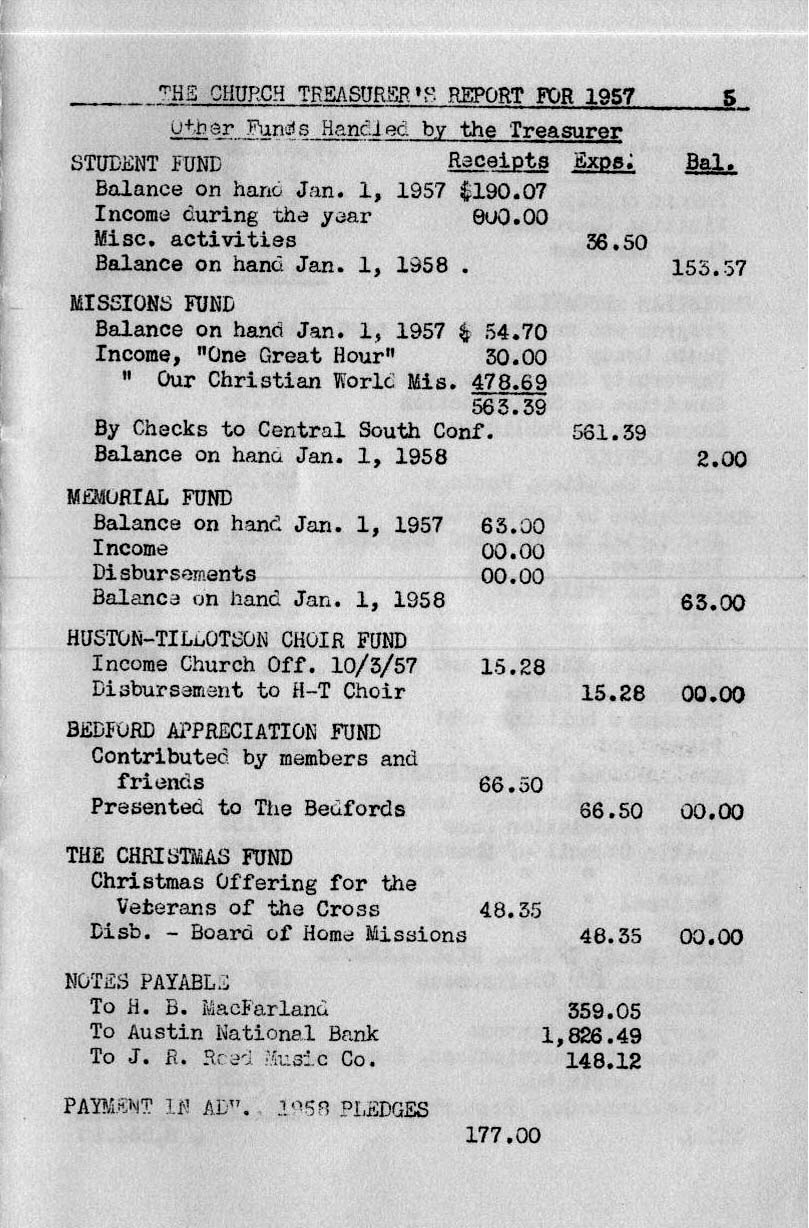 THE CHURCH TREASURER'S REPORT FOR 1957 5
Other Funds Handled by the Treasurer
STUDENT FUND Receipts Exps. Bal.
Balance on hand Jan. 1, 1957 $190.07
Income during the year 000.00
Misc. activities 36.50
Balance on hand Jan. 1, 1958 . 153.57
MISSIONS FUND
Balance on hand Jan. 1, 1957 $ 54.70
Income, "One Great Hour" 30.00
" Our Christian World Mis. 478.69
563.39
By Checks to Central South Conf. 561.39
Balance on hand Jan. 1, 1958 2.00
MEMORIAL FUND
Balance on hand Jan. 1, 1957 63.00
Income 00.00
Disbursements 00.00
Balance on hand Jan. 1, 1958 63.00
HUSTON-TILLOTSON CHOIR FUND
Income Church Off. 10/3/57 15.28
Disbursement to H-T Choir 15.28 00.00
BEDFORD APPRECIATION FUND
Contributed by members and
friends 66.50
Presented to The Bedfords 66.50 00.00
THE CHRISTMAS FUND
Christmas Offering for the
Veterans of the Cross 48.35
Disb. - Board of Home Missions 48.35 00.00
NOTES PAYABLE
To H. B. MacFarland 359.05
To Austin National Bank 1,826.49
To J. R. Reed Music Co. 148.12
PAYMENT IN ADV., 1958 PLEDGES
177.00